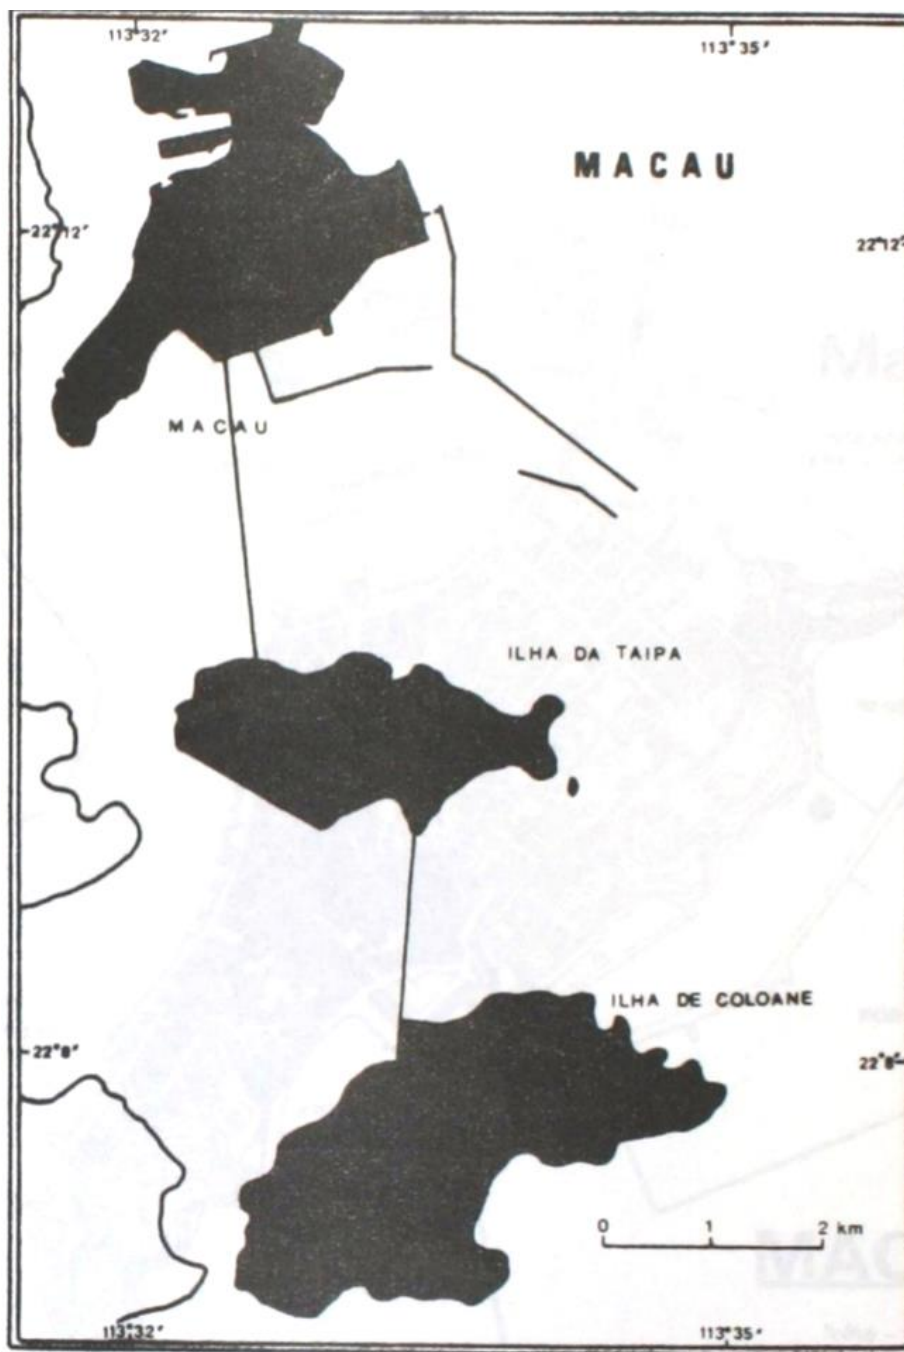 113°32′ 113°35′
MACAU
22°12′ 22°12′
MACAU
ILHA DA TAIPA
ILHA DE COLOANE
22°8′ 22°8′
0 1 2 km
113°32′ 113°35′